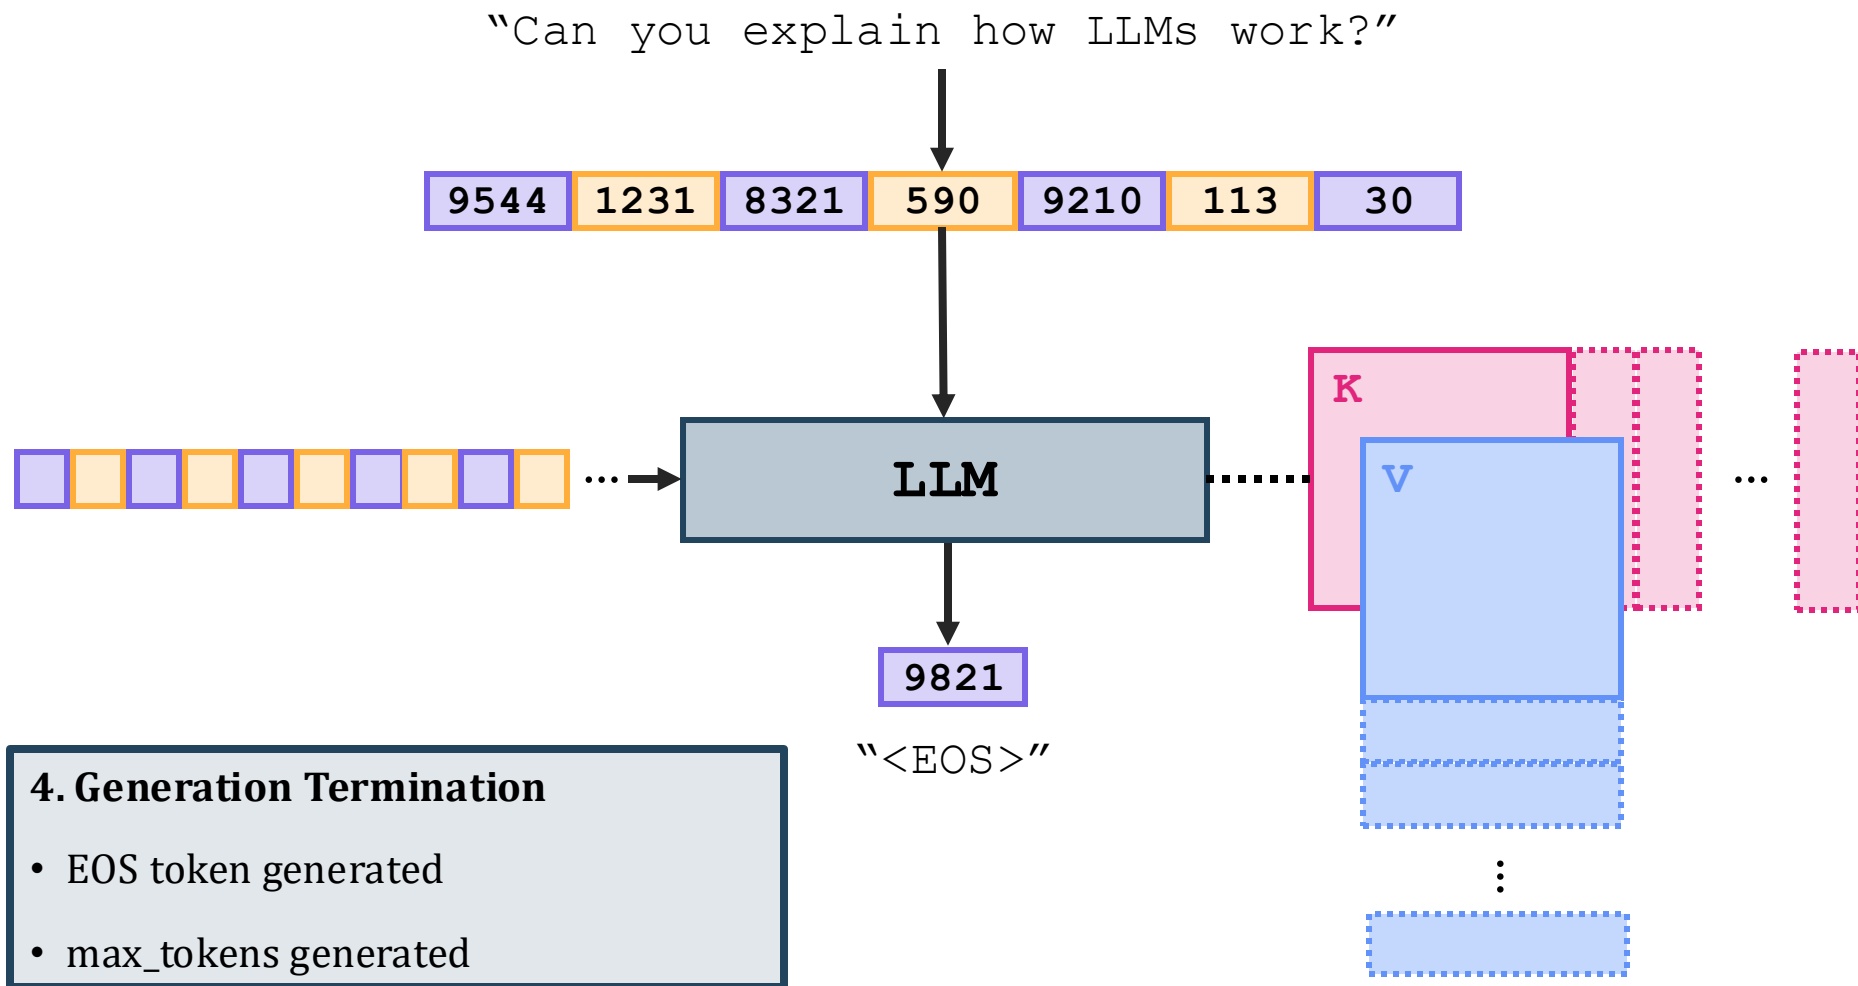 “Can you explain how LLMs work?”
9544 1231 8321 590 9210 113 30
K
V
... LLM ...
9821
“<EOS>”
4. Generation Termination
• EOS token generated
• max_tokens generated